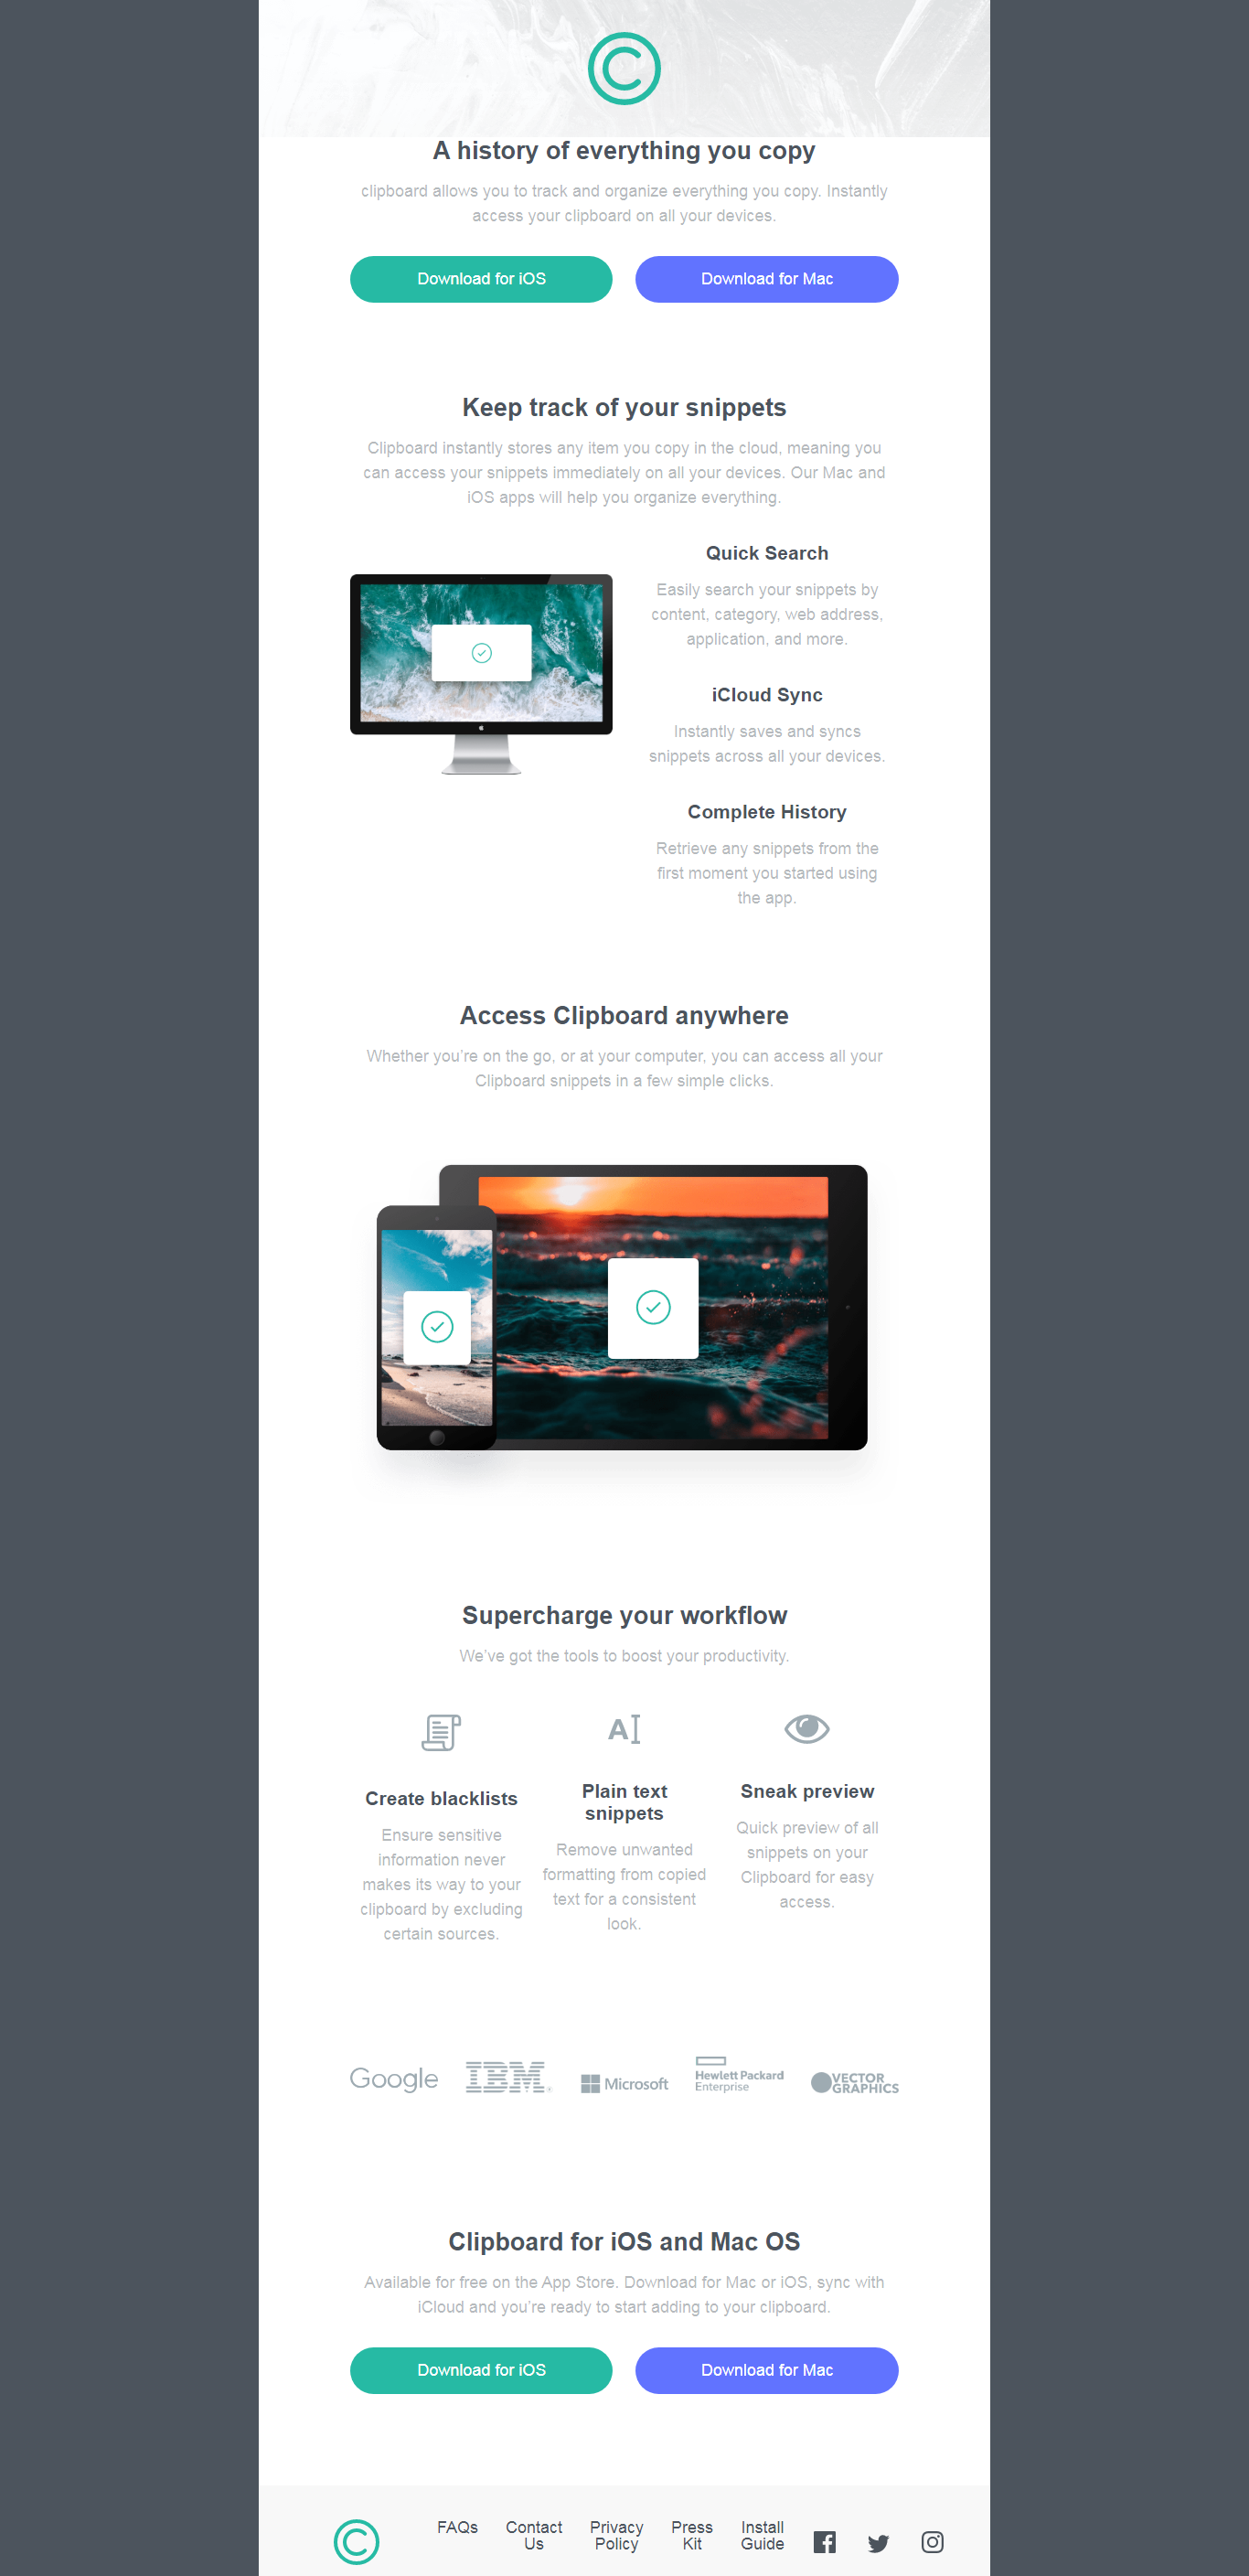 A history of everything you copy
clipboard allows you to track and organize everything you copy. Instantly
access your clipboard on all your devices.
Download for iOS
Download for Mac
Keep track of your snippets
Clipboard instantly stores any item you copy in the cloud, meaning you
can access your snippets immediately on all your devices. Our Mac and
iOS apps will help you organize everything.
Quick Search
Easily search your snippets by
content, category, web address,
application, and more.
iCloud Sync
Instantly saves and syncs
snippets across all your devices.
Complete History
Retrieve any snippets from the
first moment you started using
the app.
Access Clipboard anywhere
Whether you’re on the go, or at your computer, you can access all your
Clipboard snippets in a few simple clicks.
Supercharge your workflow
We’ve got the tools to boost your productivity.
Create blacklists
Ensure sensitive
information never
makes its way to your
clipboard by excluding
certain sources.
Plain text
snippets
Remove unwanted
formatting from copied
text for a consistent
look.
Sneak preview
Quick preview of all
snippets on your
Clipboard for easy
access.
Google
IBM®
Microsoft
Hewlett Packard
Enterprise
VECTOR
GRAPHICS
Clipboard for iOS and Mac OS
Available for free on the App Store. Download for Mac or iOS, sync with
iCloud and you’re ready to start adding to your clipboard.
Download for iOS
Download for Mac
FAQs
Contact
Us
Privacy
Policy
Press
Kit
Install
Guide